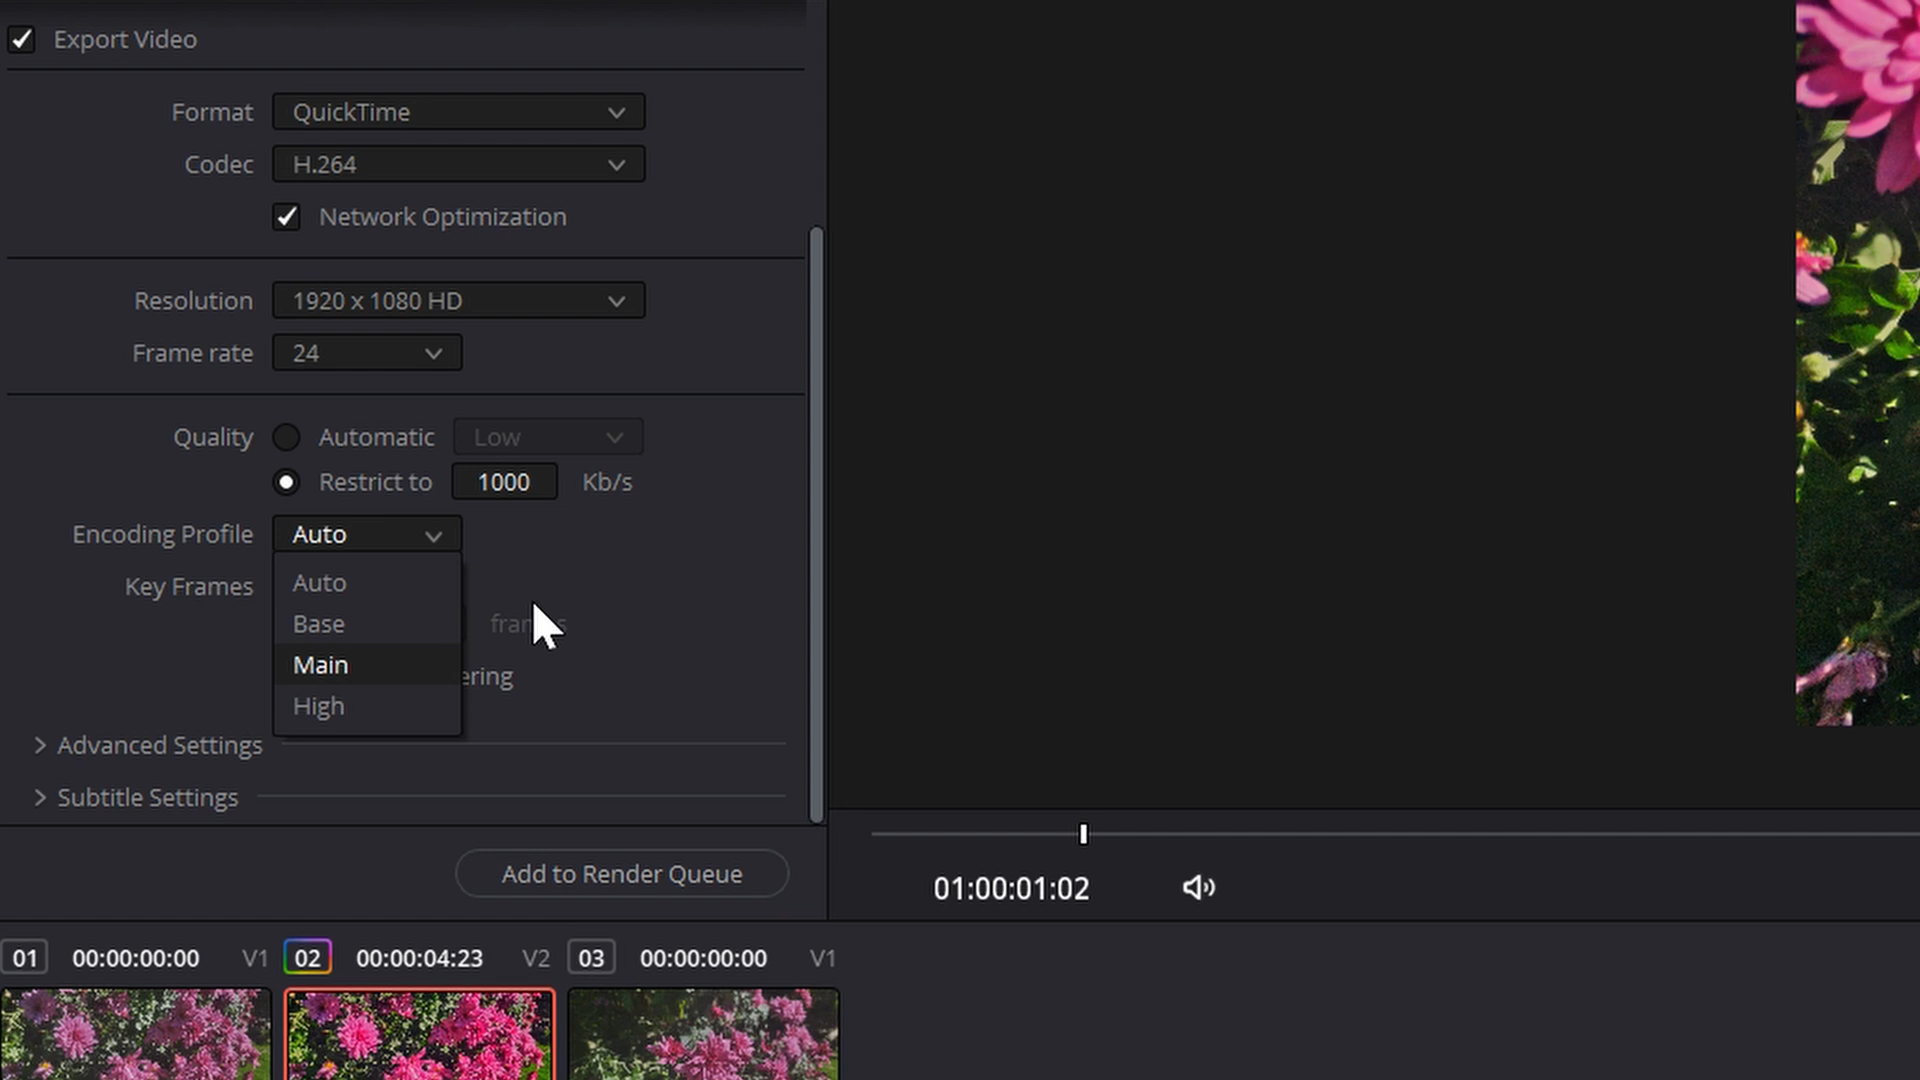 Export Video
Format QuickTime
Codec H.264
Network Optimization
Resolution 1920 x 1080 HD
Frame rate 24
Quality Automatic Low
Restrict to 1000 Kb/s
Encoding Profile Auto
Auto
Key Frames
Base
Main
High
Advanced Settings
Subtitle Settings
Add to Render Queue
01:00:01:02
01 00:00:00:00 V1 02 00:00:04:23 V2 03 00:00:00:00 V1